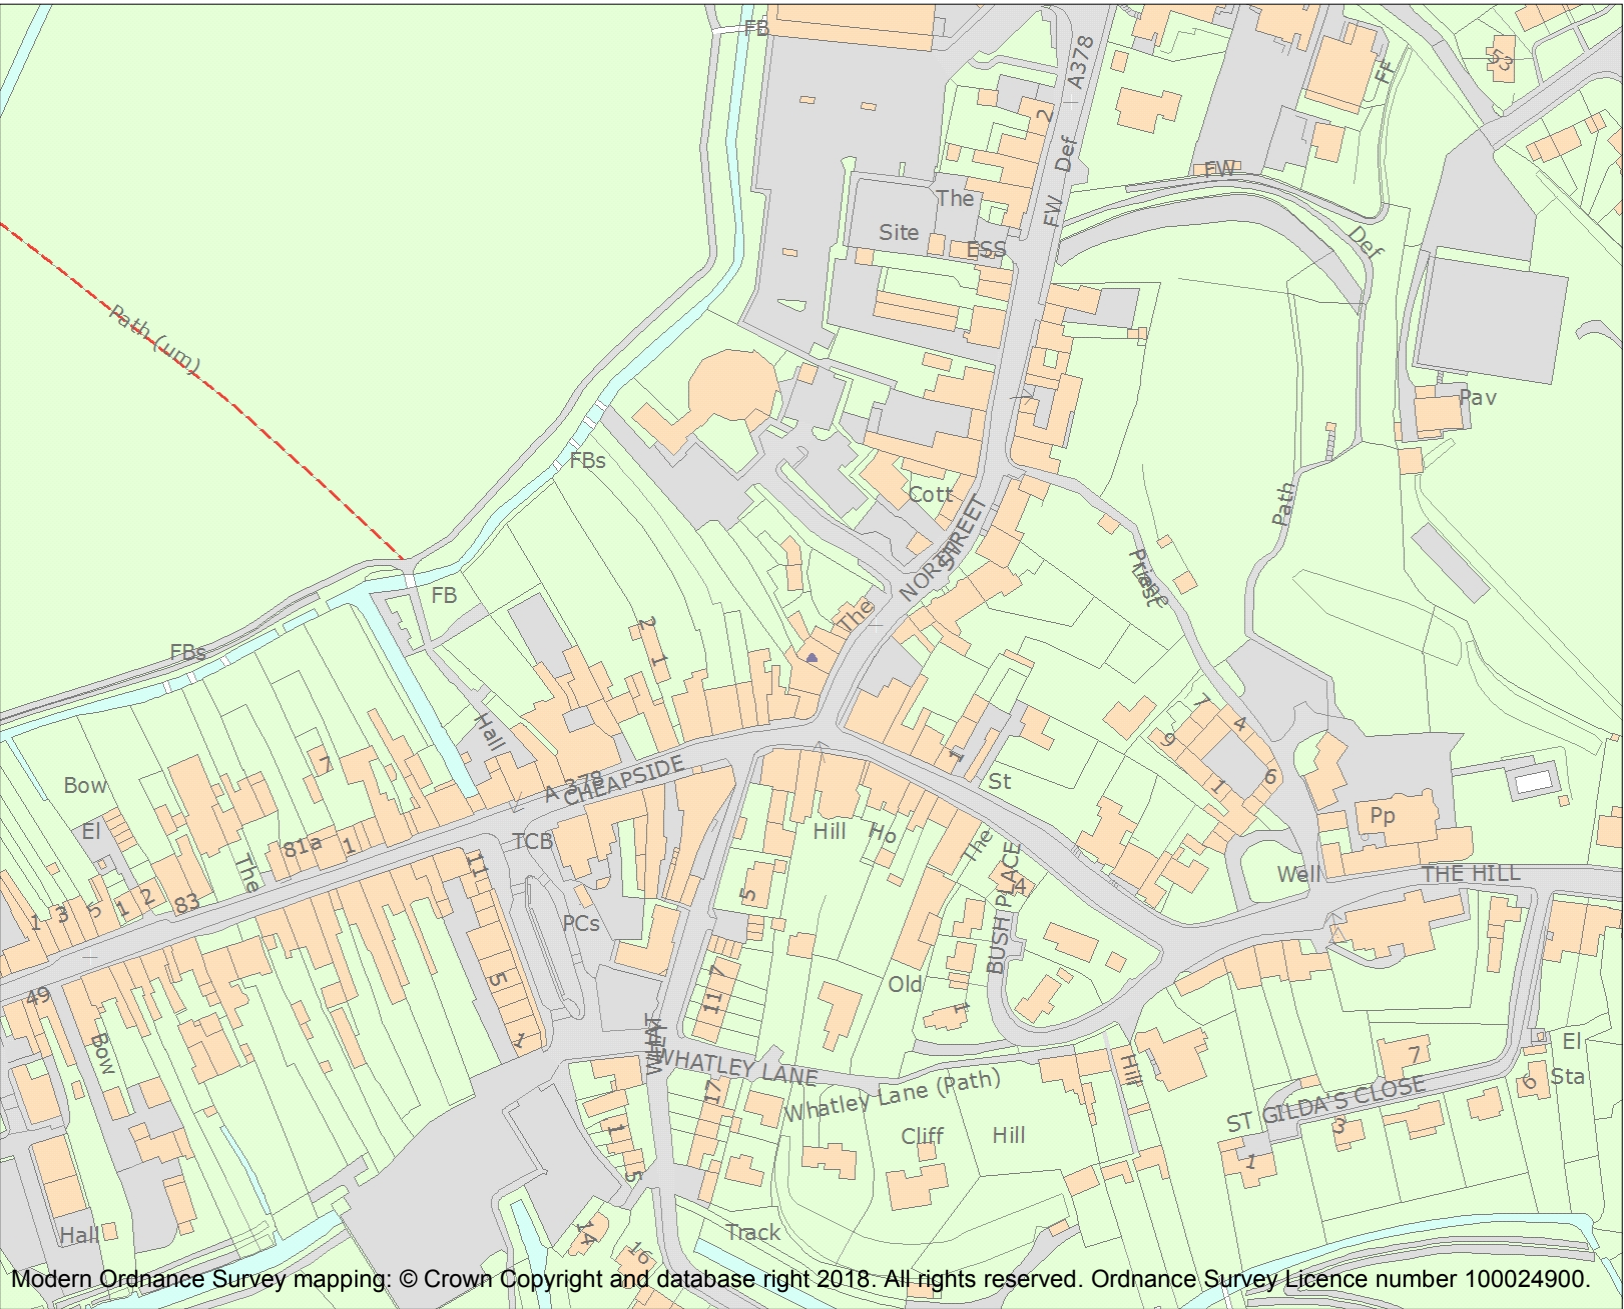 FB
A378
53
FF
2
Def
FW
The
FW
Site
ESS
Def
Path (um)
7
Pav
FBs
Cott
Path
NORTH STREET
Priest
Lane
FB
The
2
1
FBs
Hall
7
4
9
6
1
7
Bow
A 378
CHEAPSIDE
1
St
Pp
El
81a
1
TCB
Hill
Ho
The
The
11
Well
THE HILL
1
3
5
1
2
83
5
4
PCs
BUSH PLACE
49
5
7
11
Old
1
1
Bow
WHATLEY LANE
Hill
7
El
Sta
17
Whatley Lane (Path)
ST GILDA'S CLOSE
6
1
Cliff
Hill
3
5
1
Hall
14
Track
16
Modern Ordnance Survey mapping: © Crown Copyright and database right 2018. All rights reserved. Ordnance Survey Licence number 100024900.